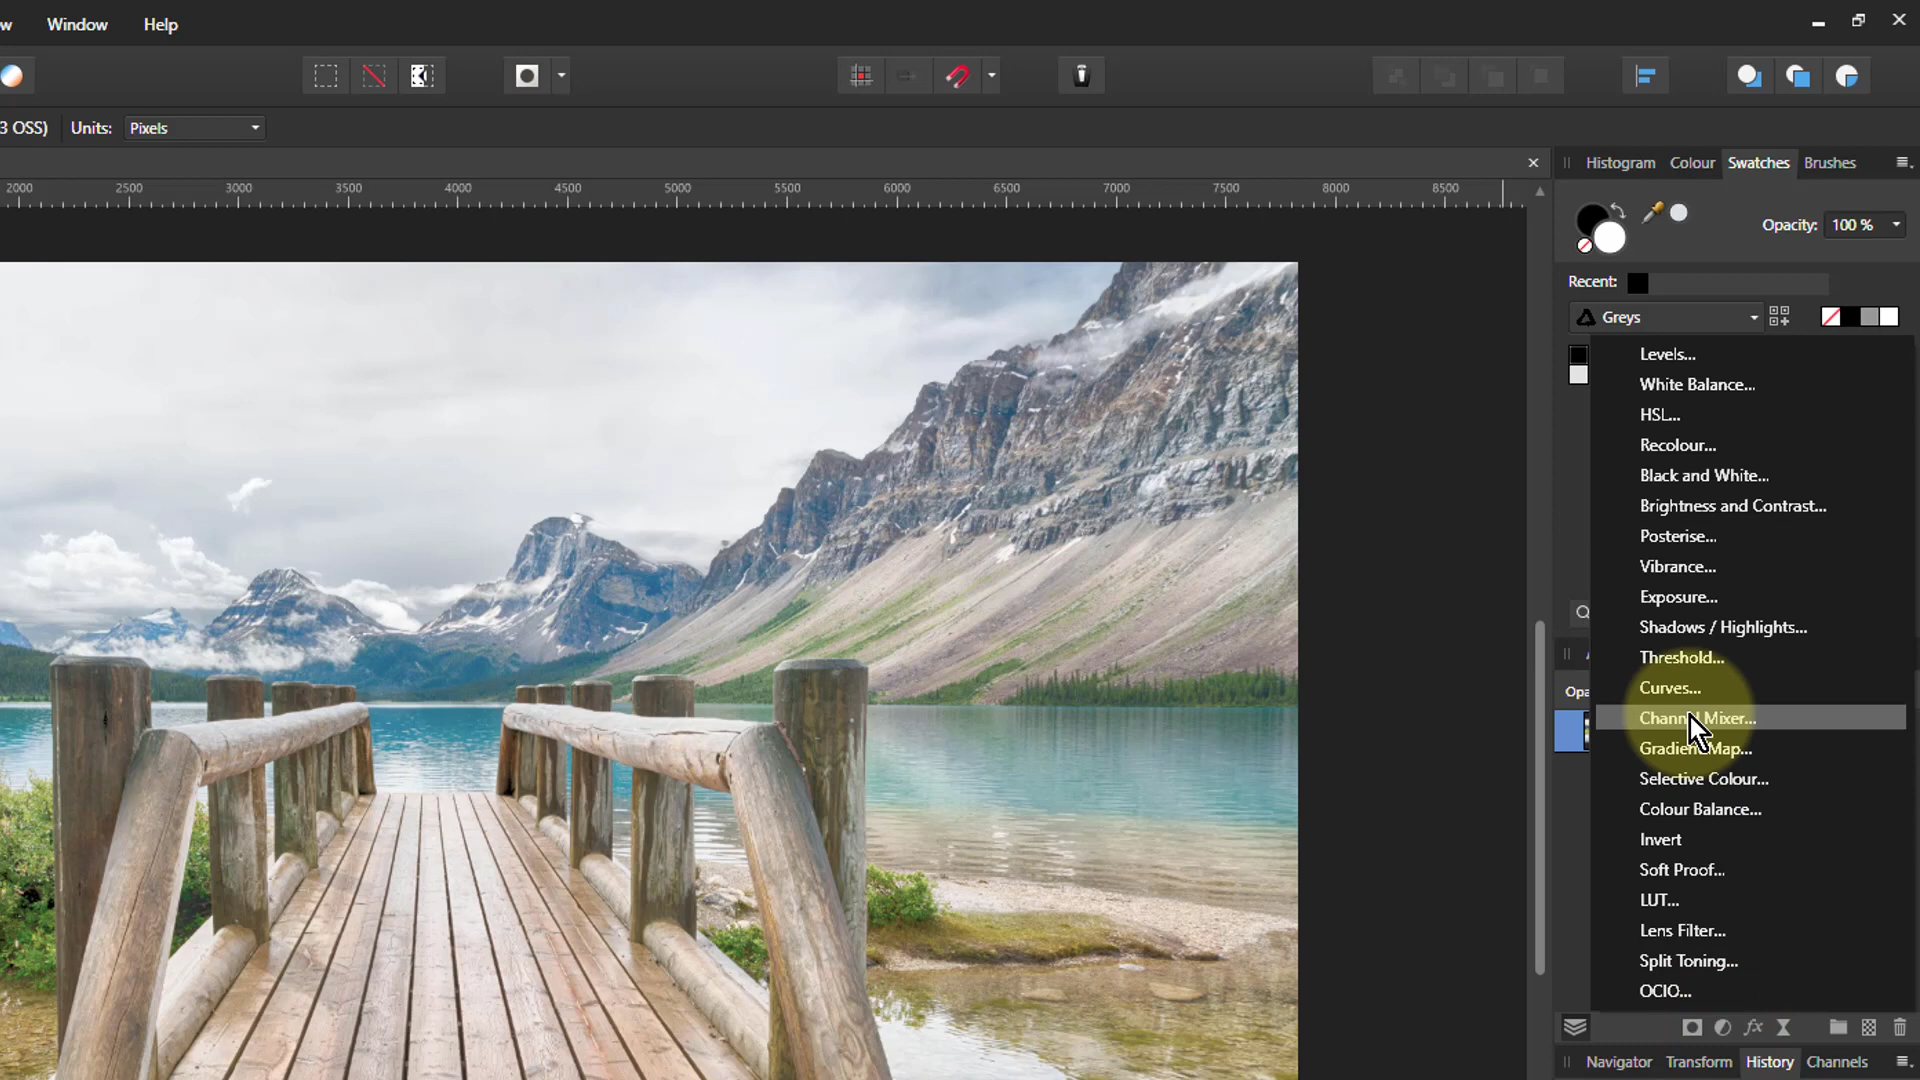 w Window Help
3 OSS) Units: Pixels
Histogram Colour Swatches Brushes
2000 2500 3000 3500 4000 4500 5000 5500 6000 6500 7000 7500 8000 8500
Opacity: 100 %
Recent:
Greys
Levels...
White Balance...
HSL...
Recolour...
Black and White...
Brightness and Contrast...
Posterise...
Vibrance...
Exposure...
Shadows / Highlights...
Threshold...
Curves...
Opa
Channel Mixer...
Gradient Map...
Selective Colour...
Colour Balance...
Invert
Soft Proof...
LUT...
Lens Filter...
Split Toning...
OCIO...
fx
Navigator Transform History Channels